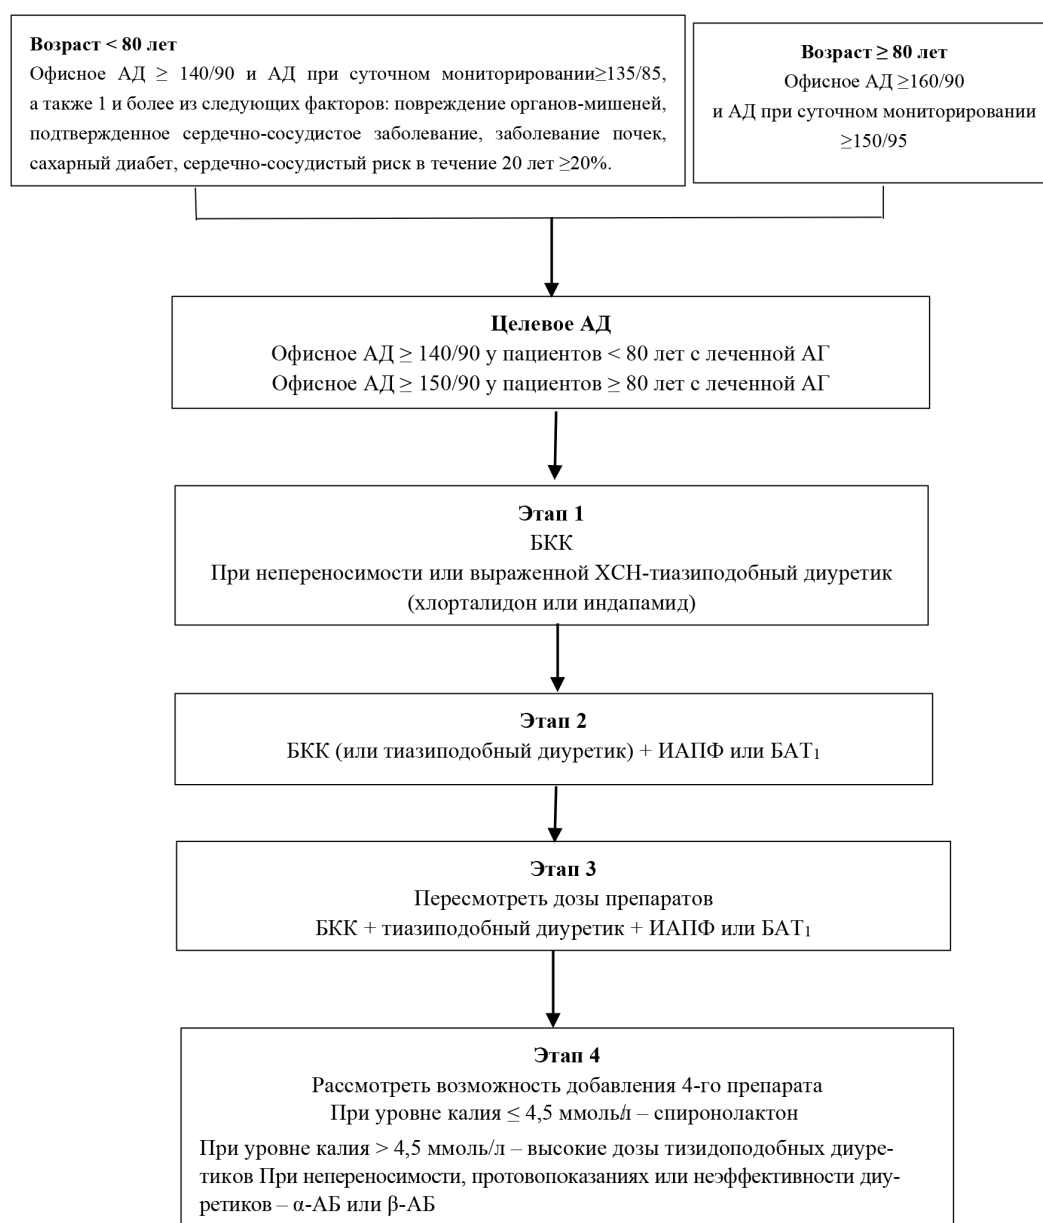 Возраст < 80 лет
Офисное АД ≥ 140/90 и АД при суточном мониторировании≥135/85,
а также 1 и более из следующих факторов: повреждение органов-мишеней,
подтвержденное сердечно-сосудистое заболевание, заболевание почек,
сахарный диабет, сердечно-сосудистый риск в течение 20 лет ≥20%.
Возраст ≥ 80 лет
Офисное АД ≥160/90
и АД при суточном мониторировании
≥150/95
Целевое АД
Офисное АД ≥ 140/90 у пациентов < 80 лет с леченной АГ
Офисное АД ≥ 150/90 у пациентов ≥ 80 лет с леченной АГ
Этап 1
БКК
При непереносимости или выраженной ХСН-тиазиподобный диуретик
(хлорталидон или индапамид)
Этап 2
БКК (или тиазиподобный диуретик) + ИАПФ или БАТ₁
Этап 3
Пересмотреть дозы препаратов
БКК + тиазиподобный диуретик + ИАПФ или БАТ₁
Этап 4
Рассмотреть возможность добавления 4-го препарата
При уровне калия ≤ 4,5 ммоль/л – спиронолактон
При уровне калия > 4,5 ммоль/л – высокие дозы тизидоподобных диуре-
тиков При непереносимости, протовопоказаниях или неэффективности диу-
ретиков – α-АБ или β-АБ